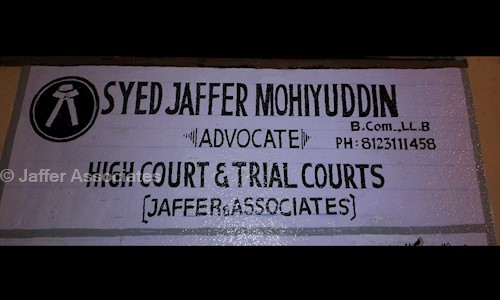 SYED JAFFER MOHIYUDDIN
B.Com.,LL.B
ADVOCATE
PH: 8123111458
HIGH COURT & TRIAL COURTS
[JAFFER & ASSOCIATES]
© Jaffer Associates